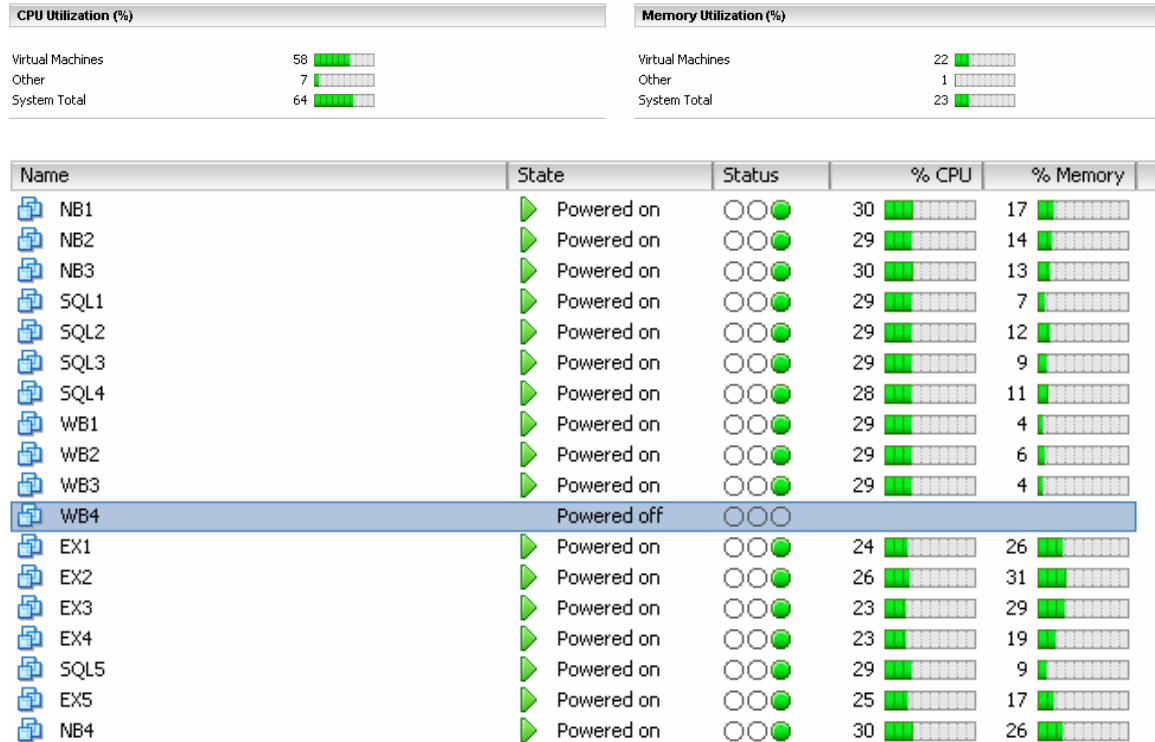 CPU Utilization (%) Memory Utilization (%)
Virtual Machines 58 Virtual Machines 22
Other 7 Other 1
System Total 64 System Total 23
Name State Status % CPU % Memory
NB1 Powered on 30 17
NB2 Powered on 29 14
NB3 Powered on 30 13
SQL1 Powered on 29 7
SQL2 Powered on 29 12
SQL3 Powered on 29 9
SQL4 Powered on 28 11
WB1 Powered on 29 4
WB2 Powered on 29 6
WB3 Powered on 29 4
WB4 Powered off
EX1 Powered on 24 26
EX2 Powered on 26 31
EX3 Powered on 23 29
EX4 Powered on 23 19
SQL5 Powered on 29 9
EX5 Powered on 25 17
NB4 Powered on 30 26